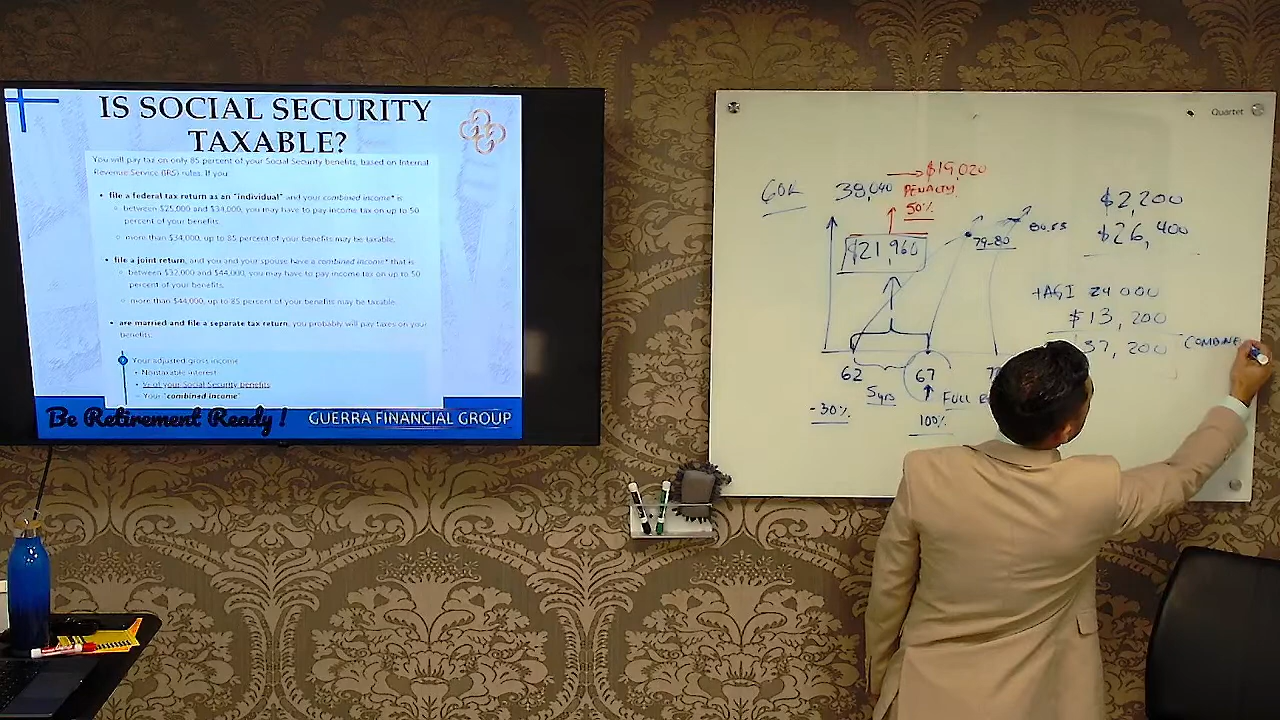 IS SOCIAL SECURITY
TAXABLE?
You will pay tax on only 85 percent of your Social Security benefits, based on Internal
Revenue Service (IRS) rules. If you:
• file a federal tax return as an "individual" and your combined income* is
○ between $25,000 and $34,000, you may have to pay income tax on up to 50
percent of your benefits.
○ more than $34,000, up to 85 percent of your benefits may be taxable.
• file a joint return, and you and your spouse have a combined income* that is
○ between $32,000 and $44,000, you may have to pay income tax on up to 50
percent of your benefits.
○ more than $44,000, up to 85 percent of your benefits may be taxable.
• are married and file a separate tax return, you probably will pay taxes on your
benefits.
Your adjusted gross income
• Nontaxable interest
• ½ of your Social Security benefits
• Your "combined income"
Be Retirement Ready !
GUERRA FINANCIAL GROUP
Quartet
$19,020
60K 38,040 PENALTY
50%
$21,960
79-80
$2,200
$26,400
+AGI 24 000
$13,200
37,200 COMBINE
62 67
5yrs FULL
-30% 100%